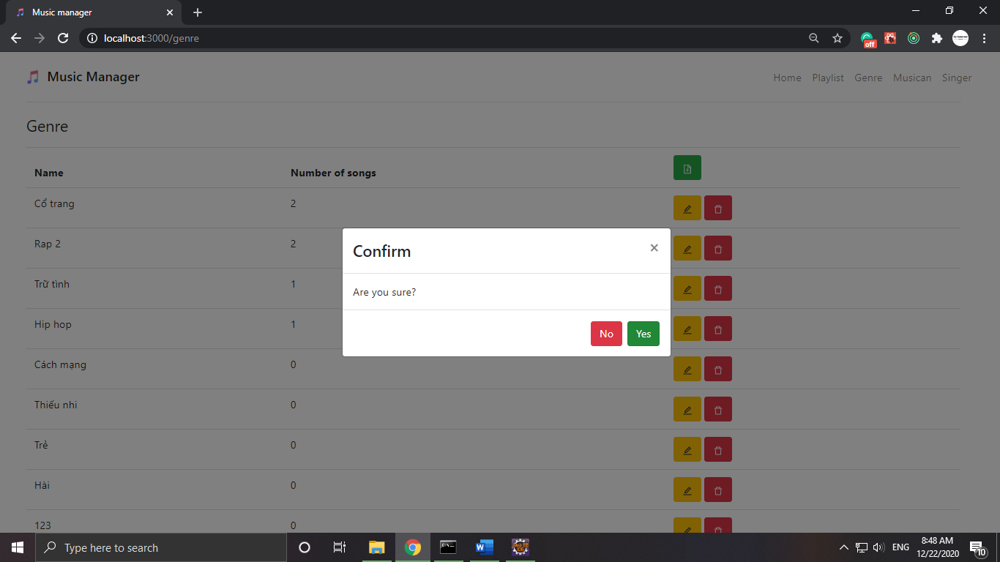 Music manager
localhost:3000/genre
off
Music Manager
Home Playlist Genre Musican Singer
Genre
Name Number of songs
Cổ trang 2
Rap 2 2
Trữ tình 1
Hip hop 1
Cách mạng 0
Thiếu nhi 0
Trẻ 0
Hài 0
123 0
Confirm ×
Are you sure?
No Yes
Type here to search
ENG
8:48 AM
12/22/2020
10